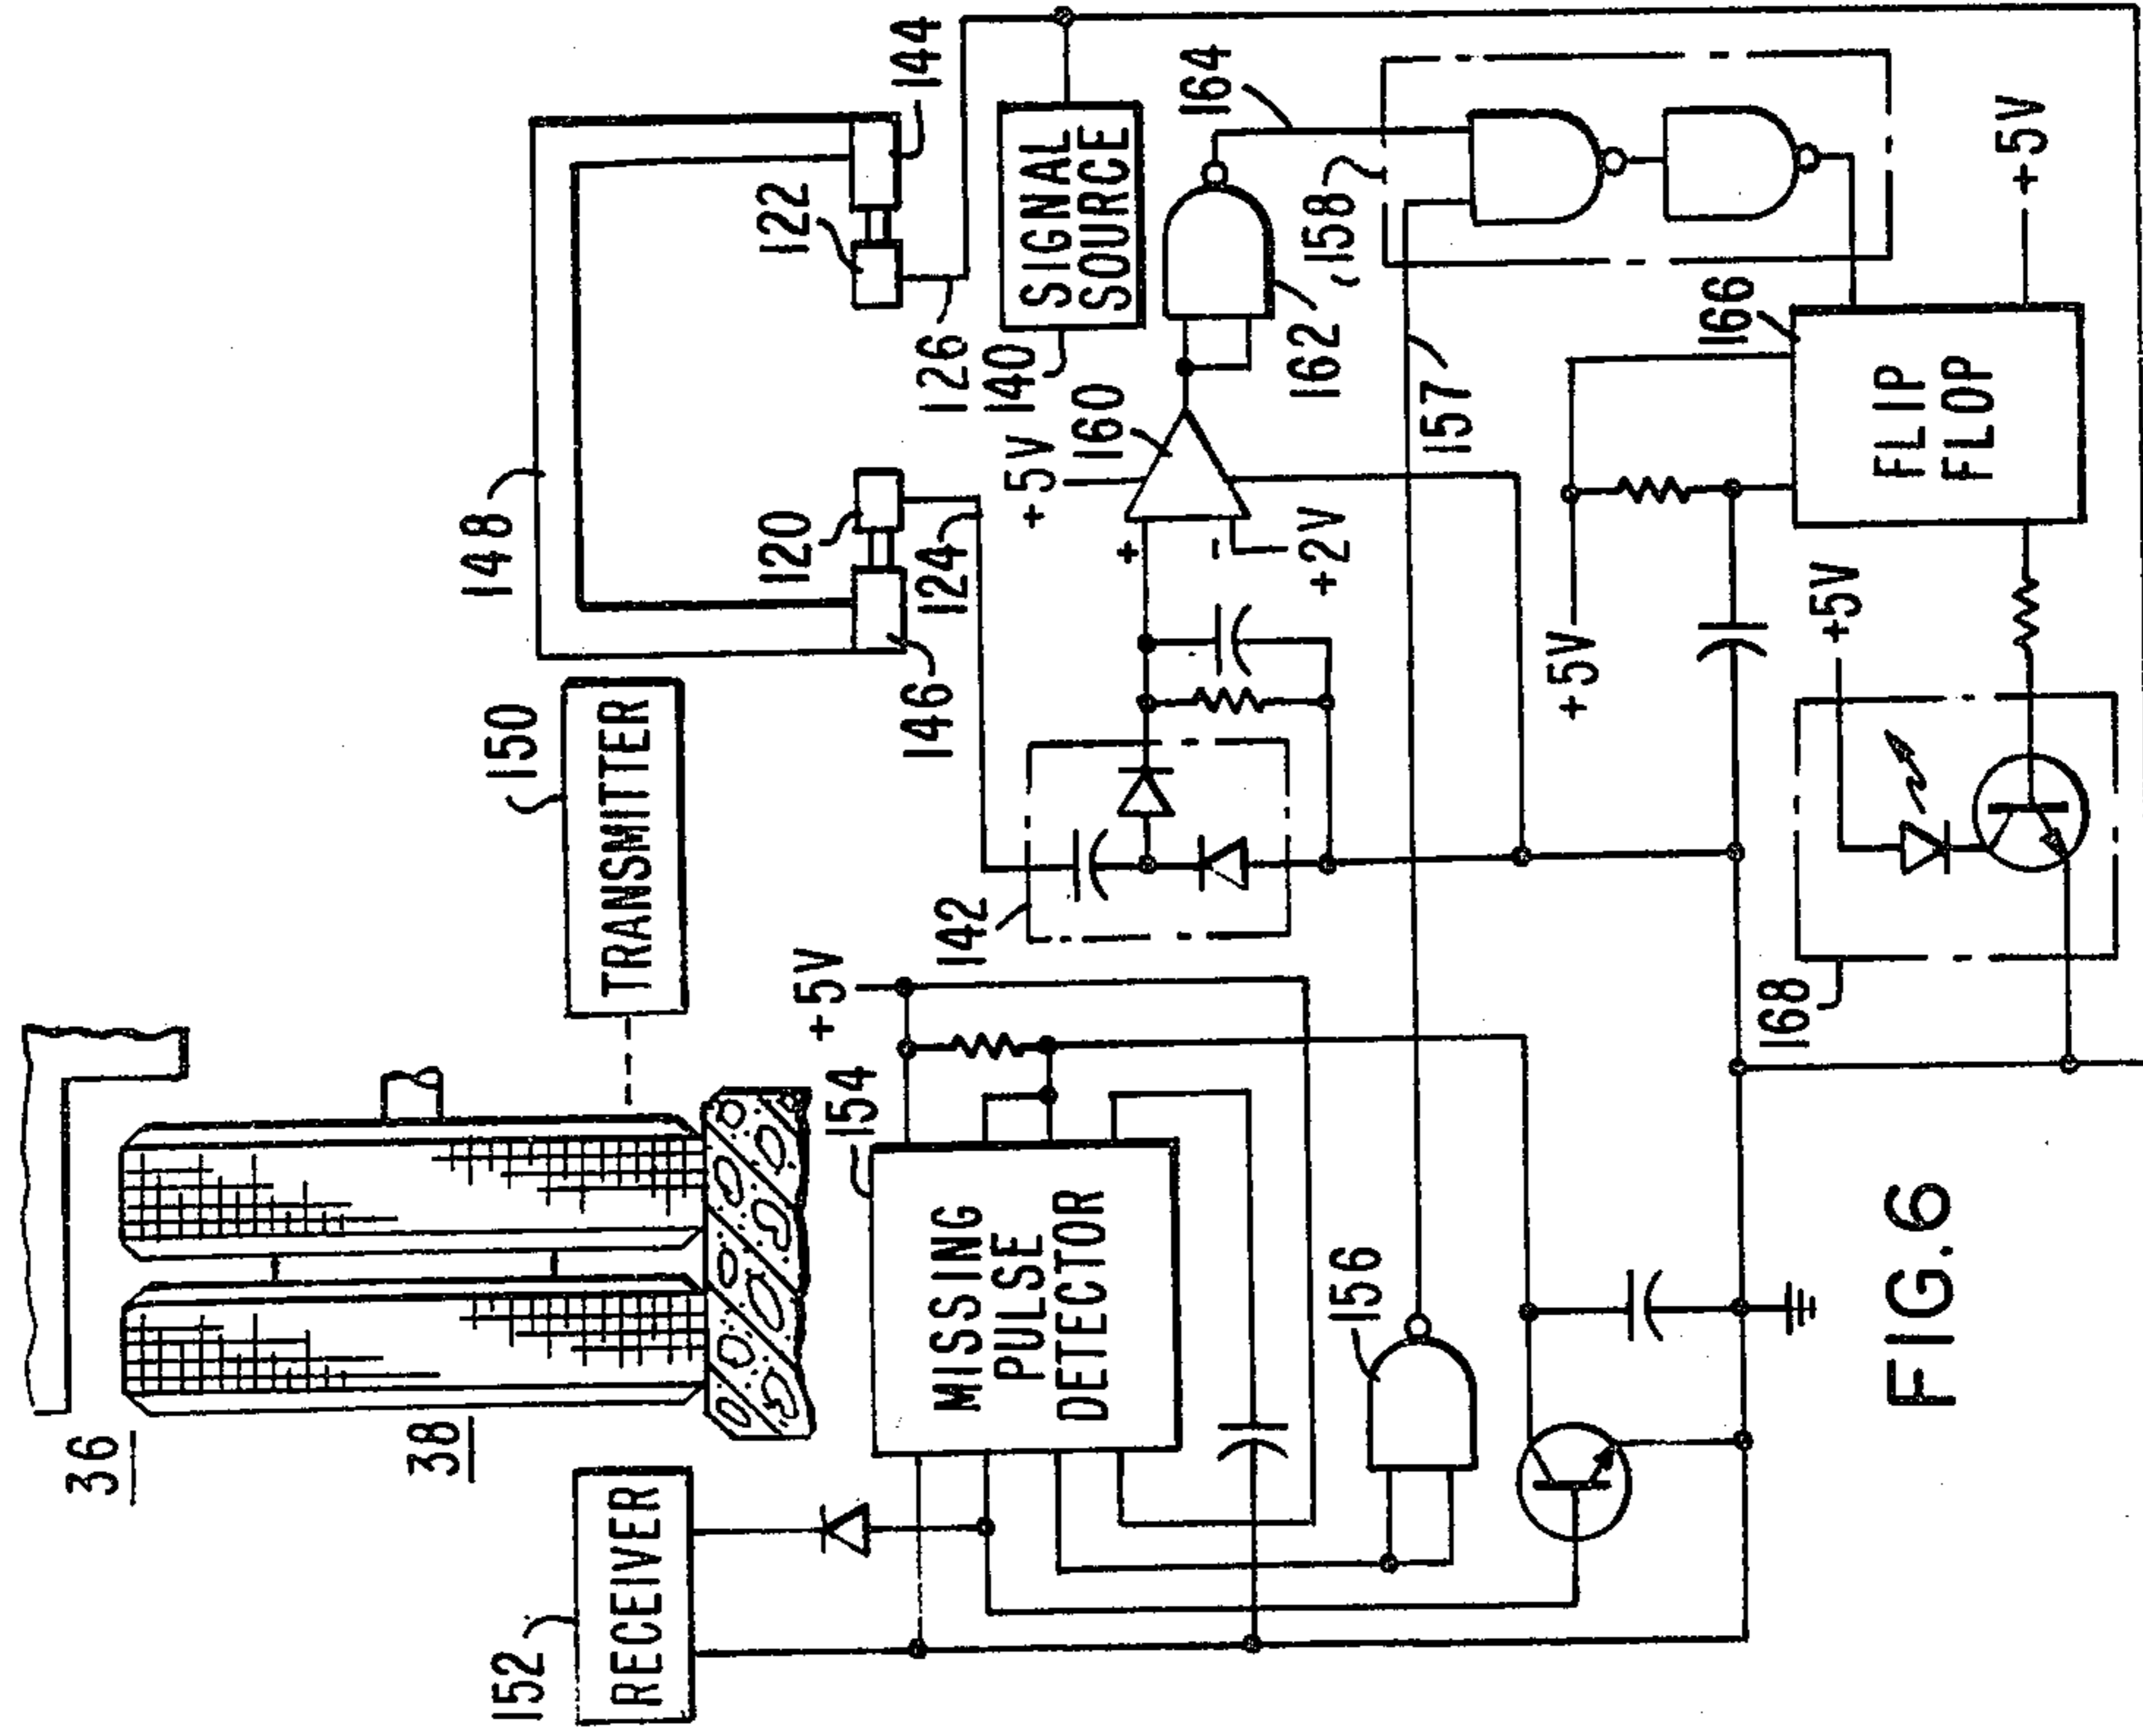 36
38
152
RECEIVER
150
TRANSMITTER
148
120
122
144
146
124
126
140
SIGNAL
SOURCE
+5V
154
MISSING
PULSE
DETECTOR
142
+5V
160
+
-
+2V
162
164
158
156
157
+5V
166
FLIP
FLOP
+5V
+5V
168
FIG.6